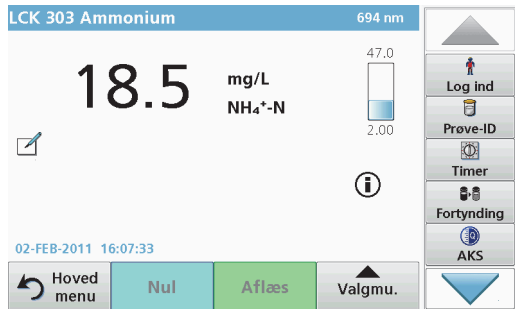 LCK 303 Ammonium 694 nm
47.0
18.5 mg/L
NH₄⁺-N
2.00
02-FEB-2011 16:07:33
Hoved
menu
Nul
Aflæs
Valgmu.
Log ind
Prøve-ID
Timer
Fortynding
AKS